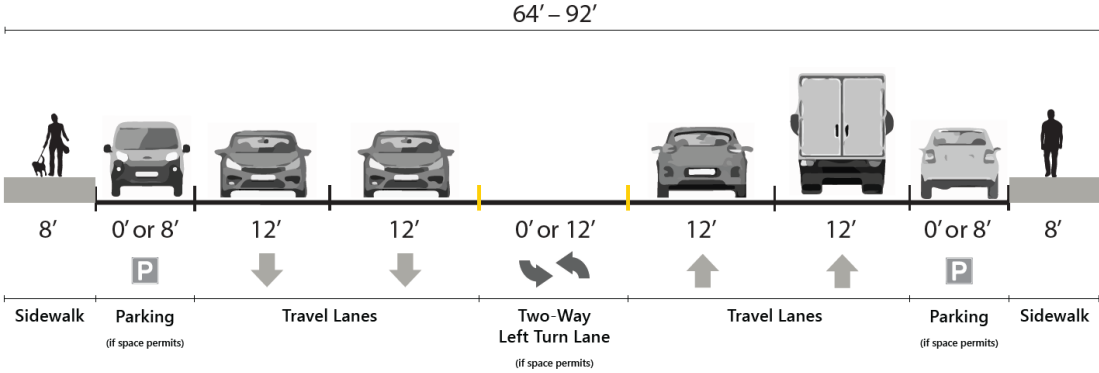 64’ – 92’
8’
0’ or 8’
12’
12’
0’ or 12’
12’
12’
0’ or 8’
8’
P
P
Sidewalk
Parking
(if space permits)
Travel Lanes
Two-Way
Left Turn Lane
(if space permits)
Travel Lanes
Parking
(if space permits)
Sidewalk